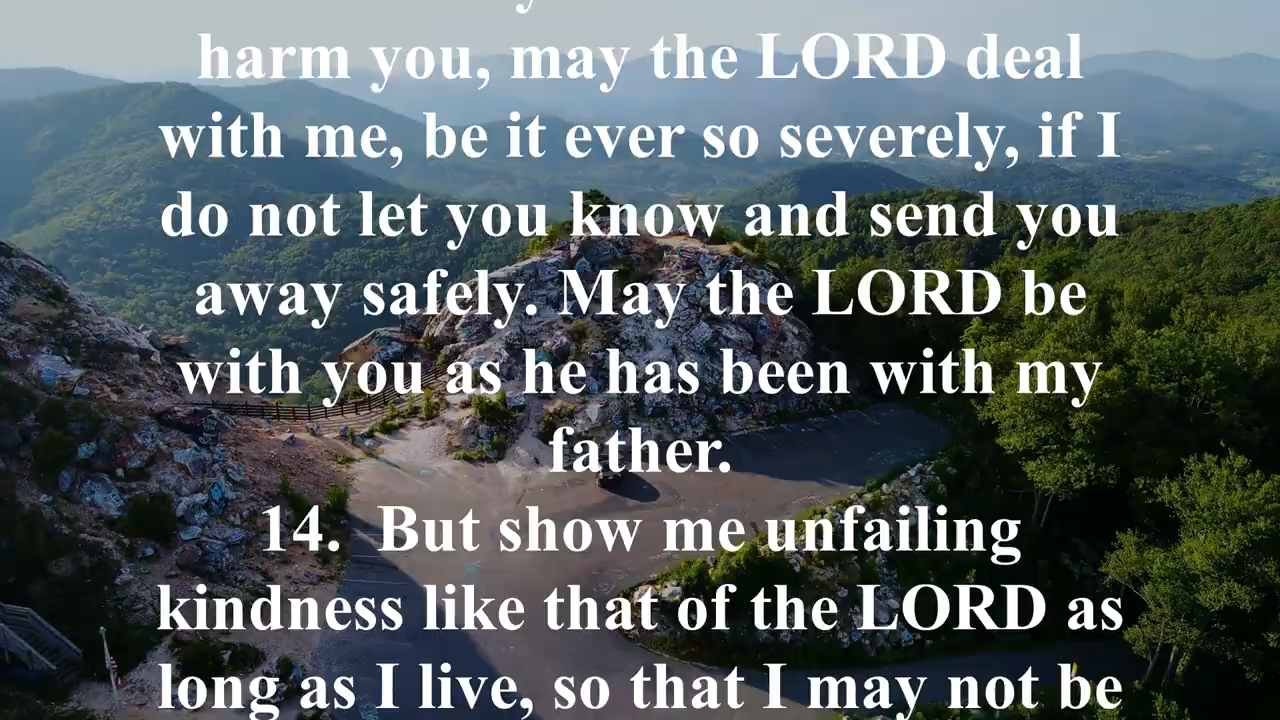 harm you, may the LORD deal
with me, be it ever so severely, if I
do not let you know and send you
away safely. May the LORD be
with you as he has been with my
father.
14.  But show me unfailing
kindness like that of the LORD as
long as I live, so that I may not be